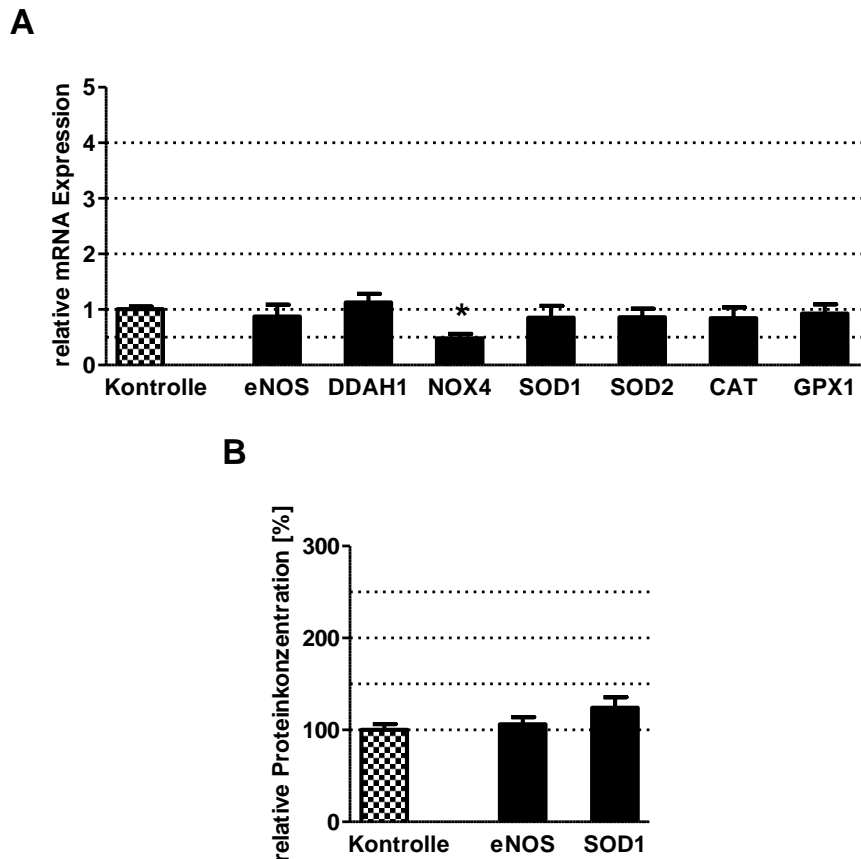 A
relative mRNA Expression
5
4
3
2
1
0
*
Kontrolle eNOS DDAH1 NOX4 SOD1 SOD2 CAT GPX1
B
relative Proteinkonzentration [%]
300
200
100
0
Kontrolle eNOS SOD1